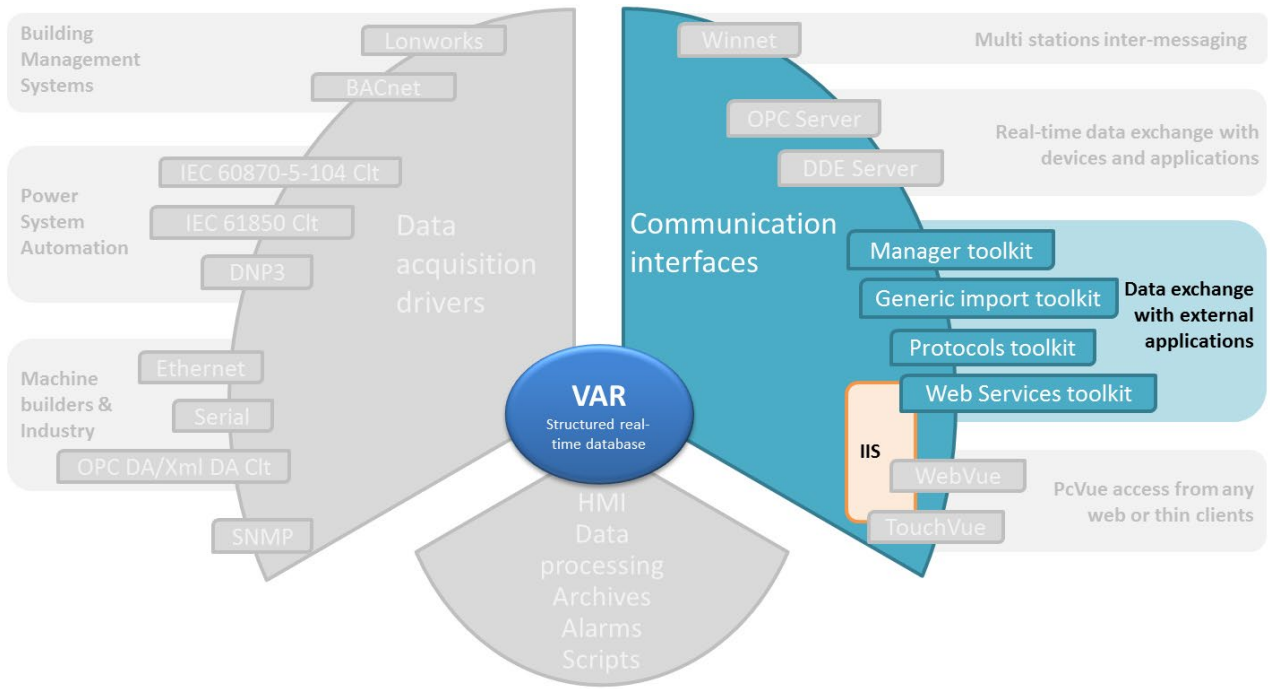 Building
Management
Systems
Lonworks
BACnet
Power
System
Automation
IEC 60870-5-104 Clt
IEC 61850 Clt
DNP3
Machine
builders &
Industry
Ethernet
Serial
OPC DA/Xml DA Clt
SNMP
Data
acquisition
drivers
VAR
Structured real-
time database
HMI
Data
processing
Archives
Alarms
Scripts
Communication
interfaces
Winnet
Multi stations inter-messaging
OPC Server
DDE Server
Real-time data exchange with
devices and applications
Manager toolkit
Generic import toolkit
Protocols toolkit
Web Services toolkit
Data exchange
with external
applications
IIS
WebVue
TouchVue
PcVue access from any
web or thin clients